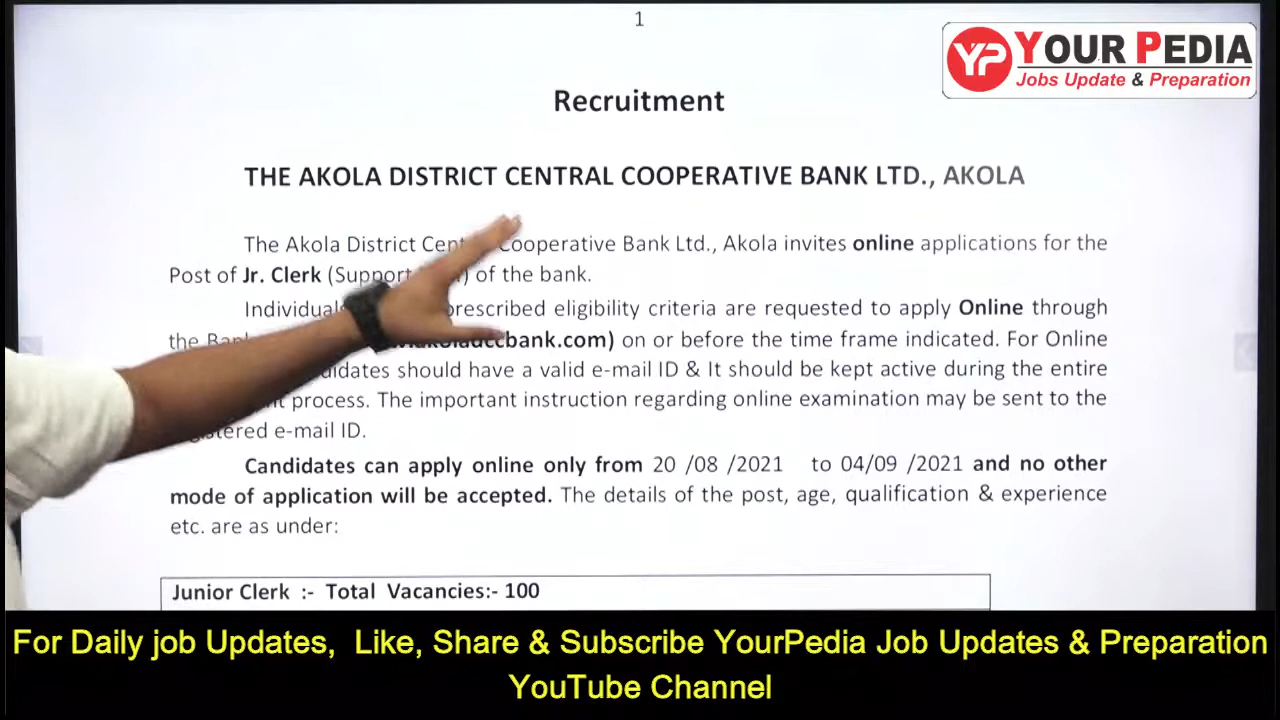 1
YOUR PEDIA
YP
Jobs Update & Preparation
Recruitment
THE AKOLA DISTRICT CENTRAL COOPERATIVE BANK LTD., AKOLA
The Akola District Cooperative Bank Ltd., Akola invites online applications for the
Post of Jr. Clerk (Support of the bank.
prescribed eligibility criteria are requested to apply Online through
the on or before the time frame indicated. For Online
should have a valid e-mail ID & It should be kept active during the entire
process. The important instruction regarding online examination may be sent to the
e-mail ID.
Candidates can apply online only from 20 /08 /2021 to 04/09 /2021 and no other
mode of application will be accepted. The details of the post, age, qualification & experience
etc. are as under:
Junior Clerk :- Total Vacancies:- 100
For Daily job Updates, Like, Share & Subscribe YourPedia Job Updates & Preparation
YouTube Channel